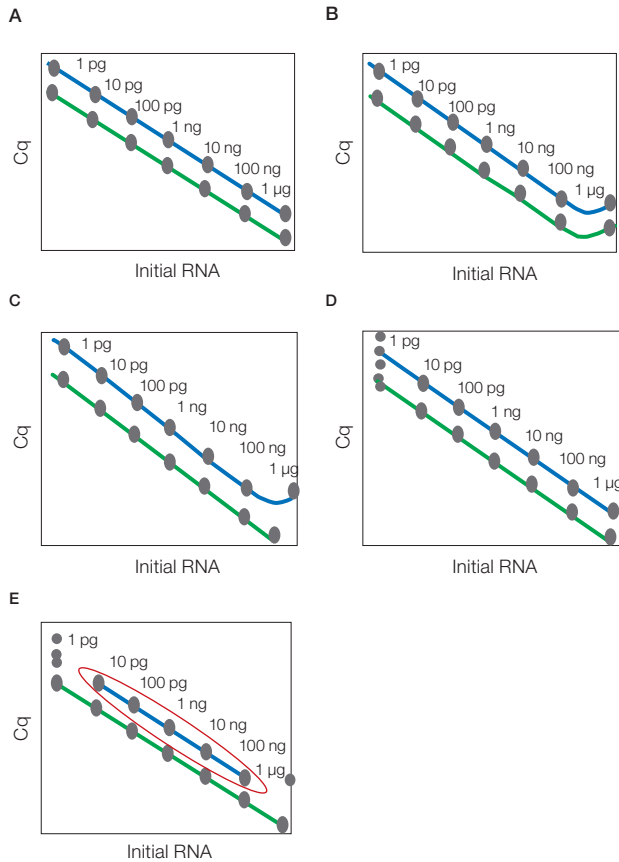 A
1 pg
10 pg
100 pg
1 ng
10 ng
100 ng
1 µg
Cq
Initial RNA
B
1 pg
10 pg
100 pg
1 ng
10 ng
100 ng
1 µg
Cq
Initial RNA
C
1 pg
10 pg
100 pg
1 ng
10 ng
100 ng
1 µg
Cq
Initial RNA
D
1 pg
10 pg
100 pg
1 ng
10 ng
100 ng
1 µg
Cq
Initial RNA
E
1 pg
10 pg
100 pg
1 ng
10 ng
100 ng
1 µg
Cq
Initial RNA